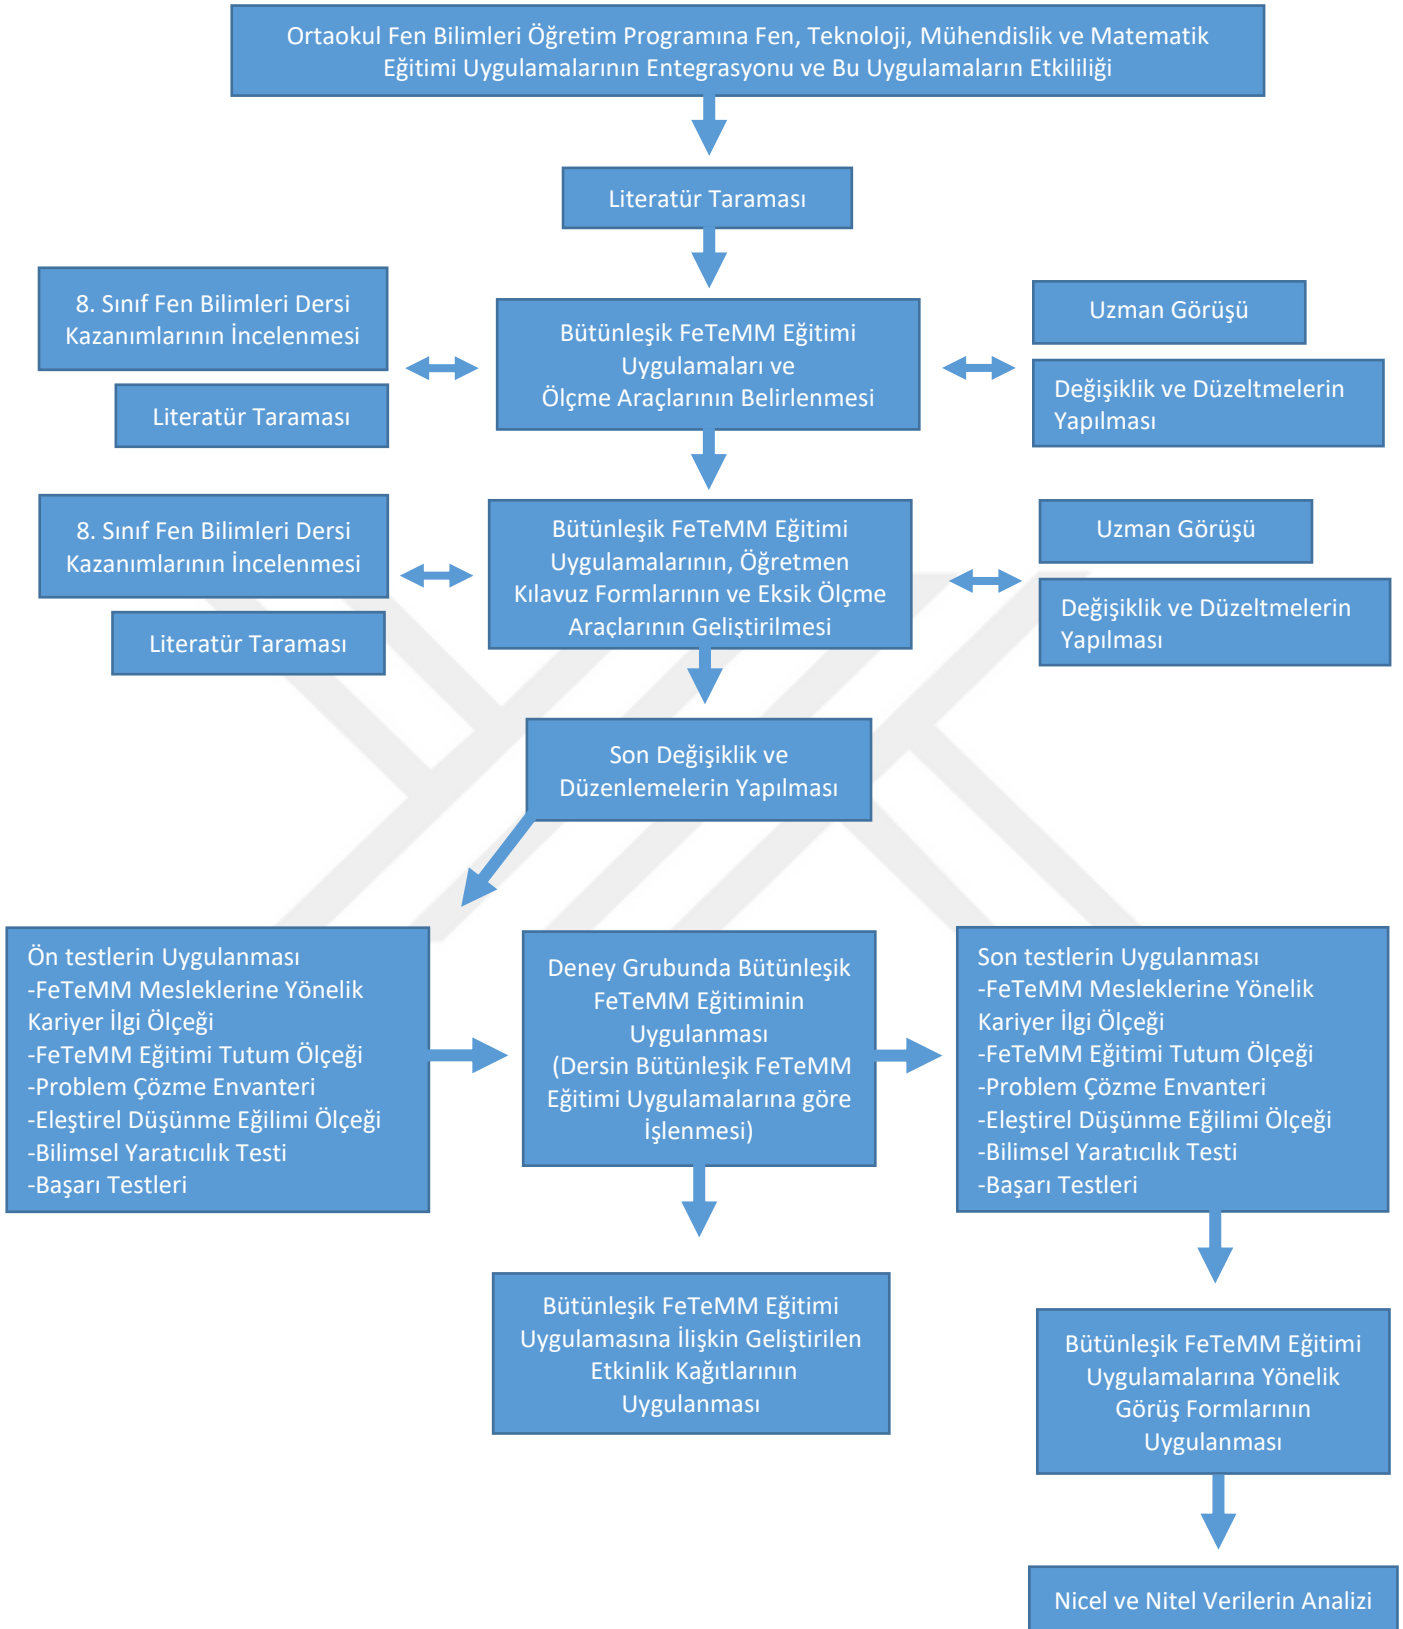 Ortaokul Fen Bilimleri Öğretim Programına Fen, Teknoloji, Mühendislik ve Matematik
Eğitimi Uygulamalarının Entegrasyonu ve Bu Uygulamaların Etkililiği
Literatür Taraması
8. Sınıf Fen Bilimleri Dersi
Kazanımlarının İncelenmesi
Literatür Taraması
Bütünleşik FeTeMM Eğitimi
Uygulamaları ve
Ölçme Araçlarının Belirlenmesi
Uzman Görüşü
Değişiklik ve Düzeltmelerin
Yapılması
8. Sınıf Fen Bilimleri Dersi
Kazanımlarının İncelenmesi
Literatür Taraması
Bütünleşik FeTeMM Eğitimi
Uygulamalarının, Öğretmen
Kılavuz Formlarının ve Eksik Ölçme
Araçlarının Geliştirilmesi
Uzman Görüşü
Değişiklik ve Düzeltmelerin
Yapılması
Son Değişiklik ve
Düzenlemelerin Yapılması
Ön testlerin Uygulanması
-FeTeMM Mesleklerine Yönelik
Kariyer İlgi Ölçeği
-FeTeMM Eğitimi Tutum Ölçeği
-Problem Çözme Envanteri
-Eleştirel Düşünme Eğilimi Ölçeği
-Bilimsel Yaratıcılık Testi
-Başarı Testleri
Deney Grubunda Bütünleşik
FeTeMM Eğitiminin
Uygulanması
(Dersin Bütünleşik FeTeMM
Eğitimi Uygulamalarına göre
İşlenmesi)
Son testlerin Uygulanması
-FeTeMM Mesleklerine Yönelik
Kariyer İlgi Ölçeği
-FeTeMM Eğitimi Tutum Ölçeği
-Problem Çözme Envanteri
-Eleştirel Düşünme Eğilimi Ölçeği
-Bilimsel Yaratıcılık Testi
-Başarı Testleri
Bütünleşik FeTeMM Eğitimi
Uygulamasına İlişkin Geliştirilen
Etkinlik Kağıtlarının
Uygulanması
Bütünleşik FeTeMM Eğitimi
Uygulamalarına Yönelik
Görüş Formlarının
Uygulanması
Nicel ve Nitel Verilerin Analizi